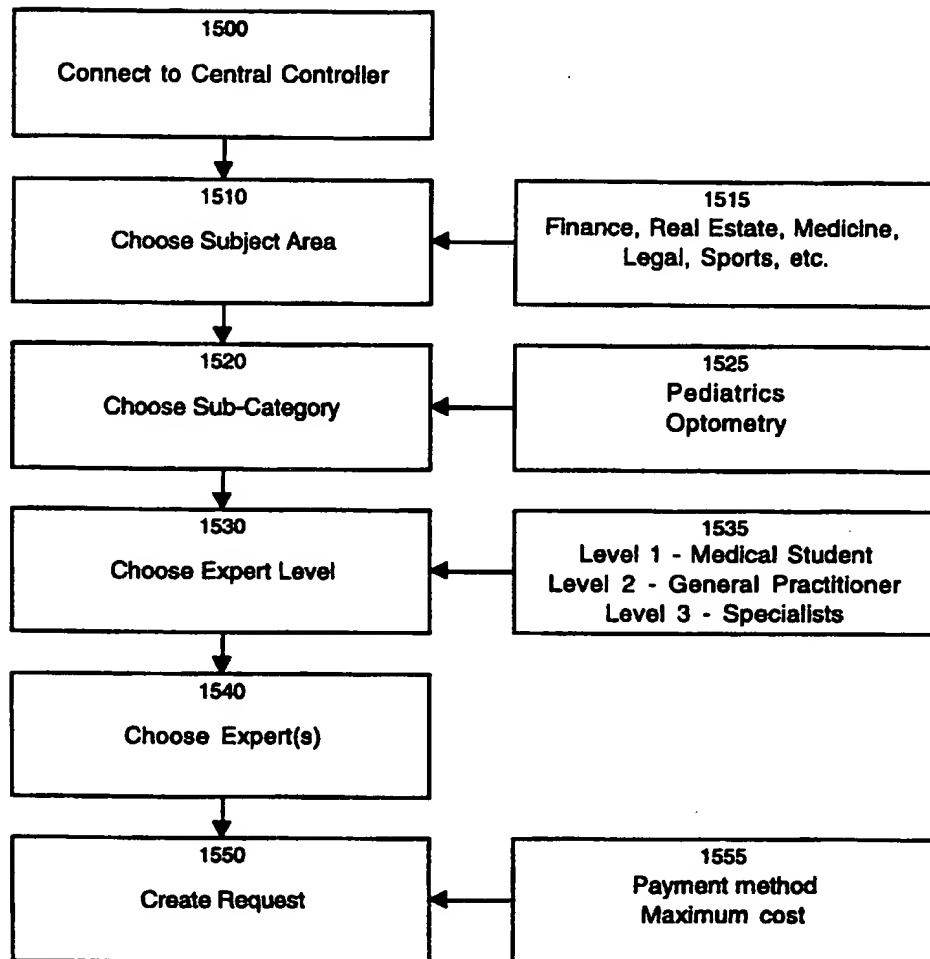 1500
Connect to Central Controller
1510
Choose Subject Area
1515
Finance, Real Estate, Medicine,
Legal, Sports, etc.
1520
Choose Sub-Category
1525
Pediatrics
Optometry
1530
Choose Expert Level
1535
Level 1 - Medical Student
Level 2 - General Practitioner
Level 3 - Specialists
1540
Choose Expert(s)
1550
Create Request
1555
Payment method
Maximum cost